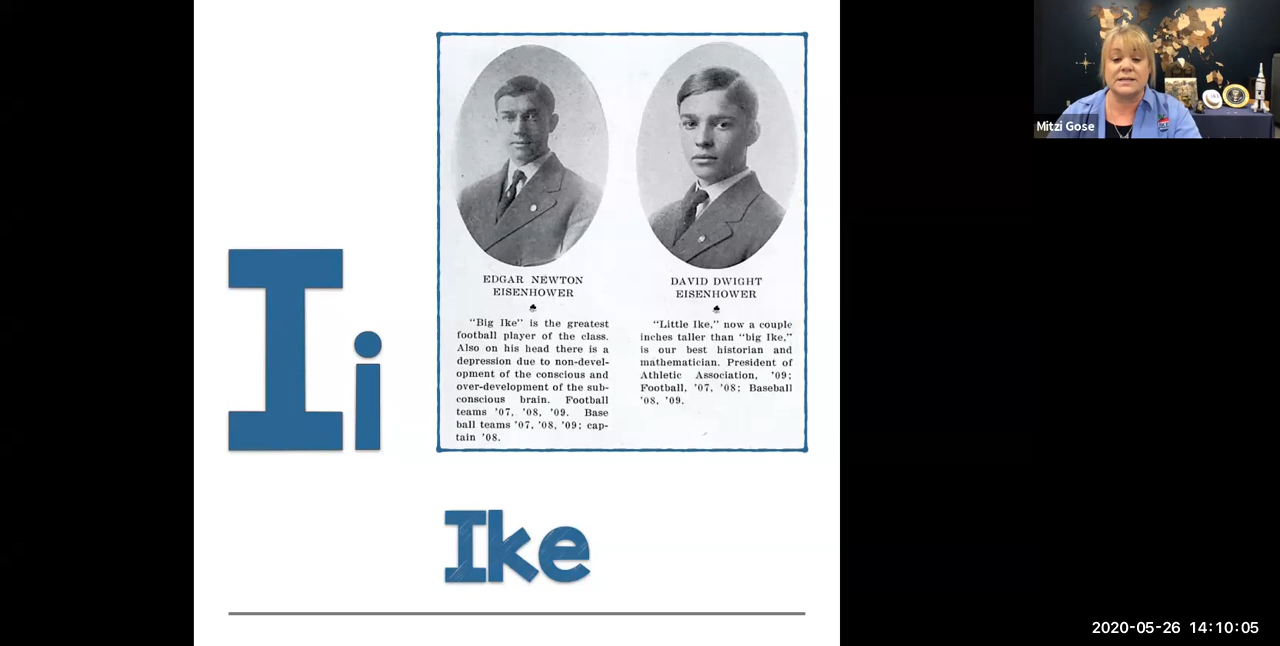 Ii
EDGAR NEWTON
EISENHOWER
"Big Ike" is the greatest
football player of the class.
Also on his head there is a
depression due to non-devel-
opment of the conscious and
over-development of the sub-
conscious brain. Football
teams '07, '08, '09. Base
ball teams '07, '08, '09; cap-
tain '08.
DAVID DWIGHT
EISENHOWER
"Little Ike," now a couple
inches taller than "big Ike,"
is our best historian and
mathematician. President of
Athletic Association, '09;
Football, '07, '08; Baseball
'08, '09.
Ike
Mitzi Gose
2020-05-26 14:10:05